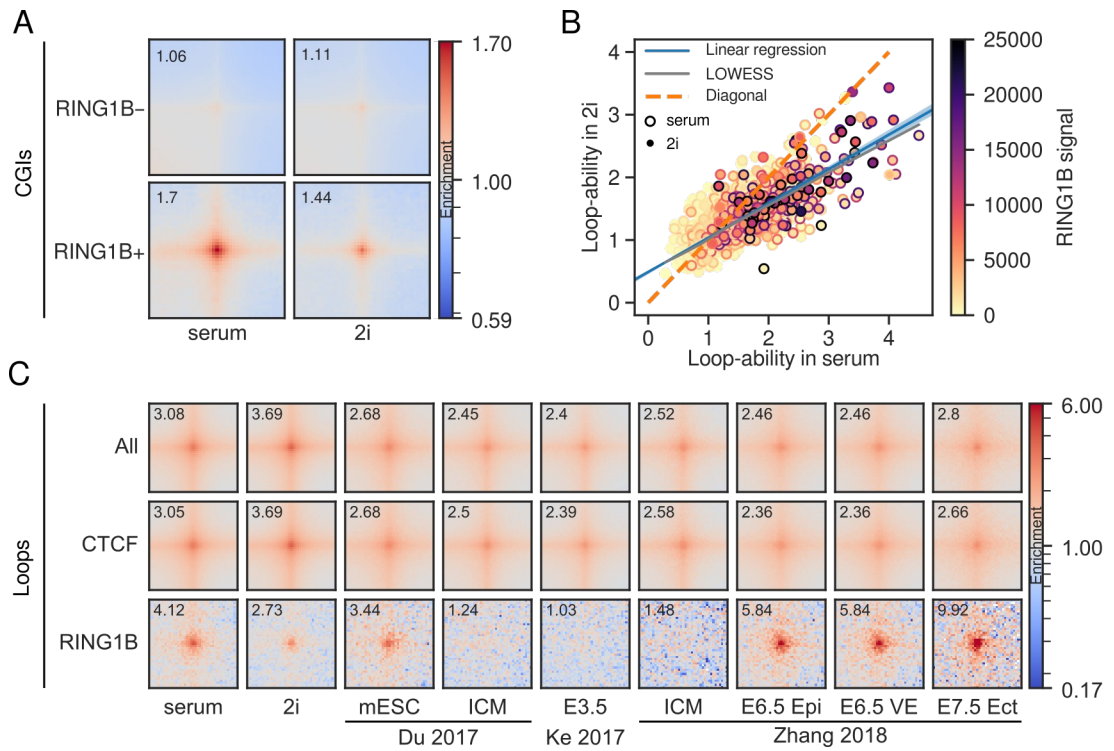 A
CGIs
RING1B−
1.06
1.11
RING1B+
1.7
1.44
serum
2i
1.70
1.00
0.59
Enrichment
B
Loop-ability in 2i
4
3
2
1
0
Linear regression
LOWESS
Diagonal
serum
2i
0
1
2
3
4
Loop-ability in serum
25000
20000
15000
10000
5000
0
RING1B signal
C
Loops
All
3.08
3.69
2.68
2.45
2.4
2.52
2.46
2.46
2.8
CTCF
3.05
3.69
2.68
2.5
2.39
2.58
2.36
2.36
2.66
RING1B
4.12
2.73
3.44
1.24
1.03
1.48
5.84
5.84
9.92
6.00
1.00
0.17
Enrichment
serum
2i
mESC
ICM
E3.5
ICM
E6.5 Epi
E6.5 VE
E7.5 Ect
Du 2017
Ke 2017
Zhang 2018